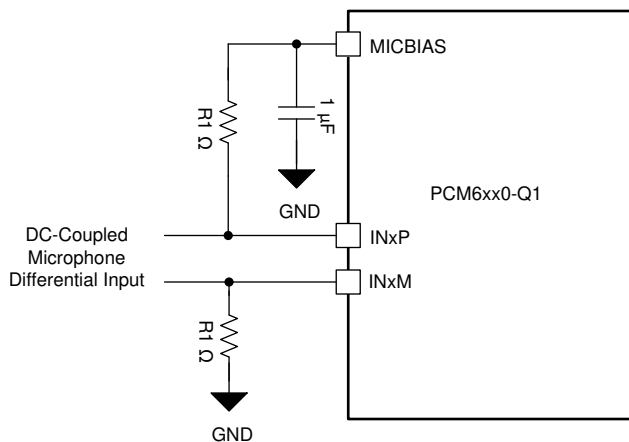 MICBIAS
R1 Ω
1
µF
GND
PCM6xx0-Q1
DC-Coupled
Microphone
Differential Input
INxP
INxM
R1 Ω
GND